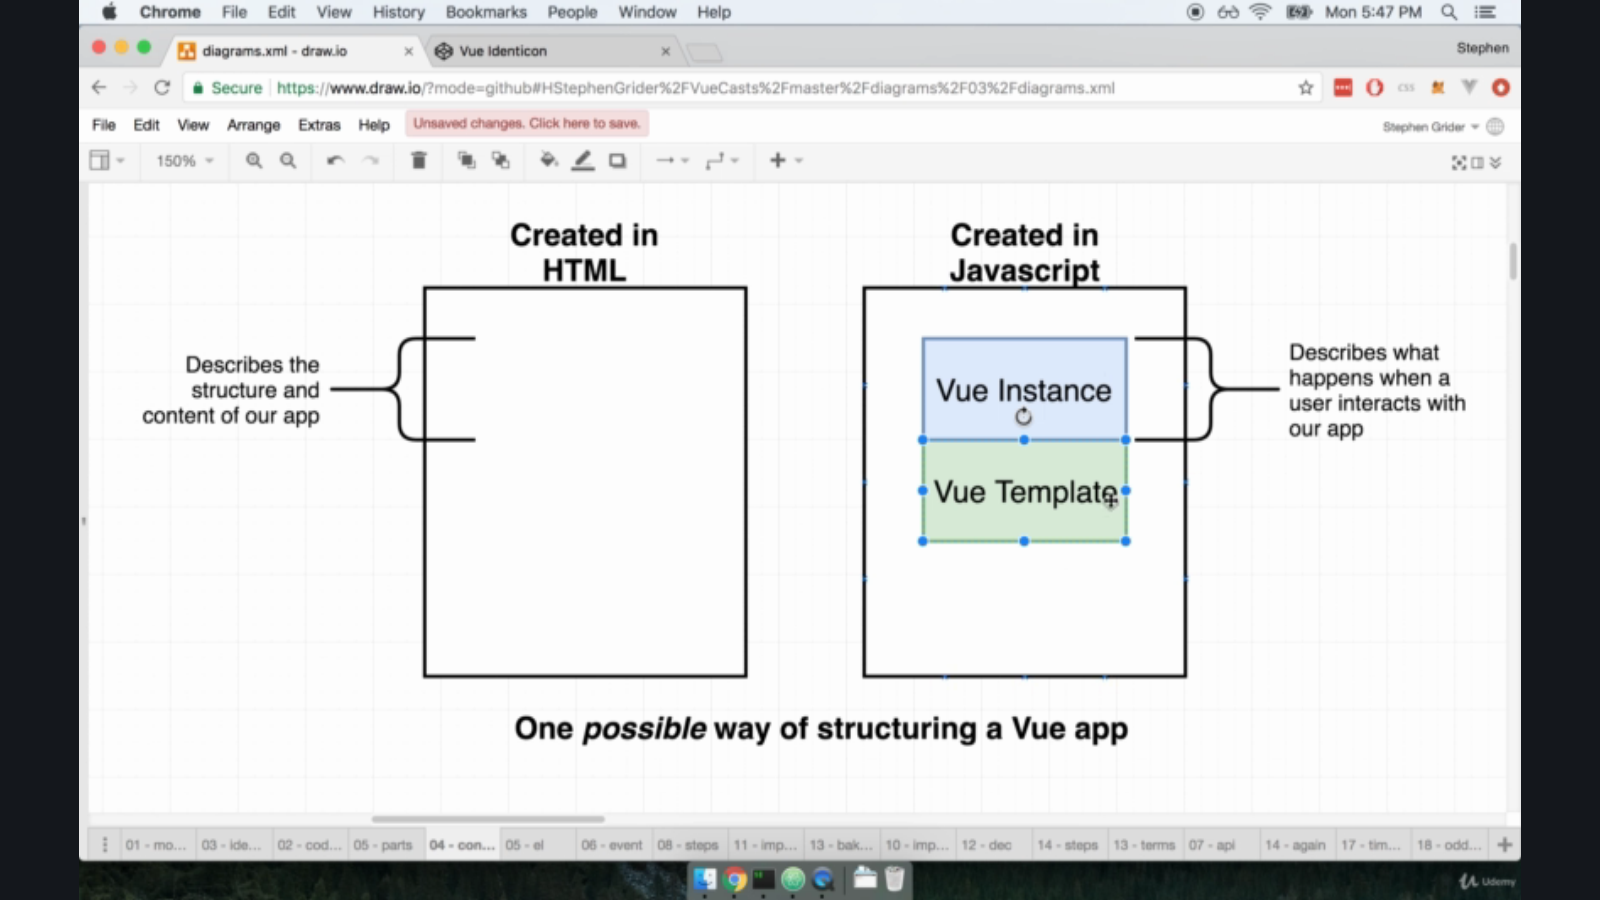 Chrome File Edit View History Bookmarks People Window Help Mon 5:47 PM
diagrams.xml - draw.io Vue Identicon Stephen
Secure https://www.draw.io/?mode=github#HStephenGrider%2FVueCasts%2Fmaster%2Fdiagrams%2F03%2Fdiagrams.xml css
File Edit View Arrange Extras Help Unsaved changes. Click here to save. Stephen Grider
150%
Created in
HTML
Describes the
structure and
content of our app
Created in
Javascript
Vue Instance
Vue Template
Describes what
happens when a
user interacts with
our app
One possible way of structuring a Vue app
01 - mo... 03 - ide... 02 - cod... 05 - parts 04 - con... 05 - el 06 - event 08 - steps 11 - imp... 13 - bak... 10 - imp... 12 - dec 14 - steps 13 - terms 07 - api 14 - again 17 - tim... 18 - odd...
Udemy